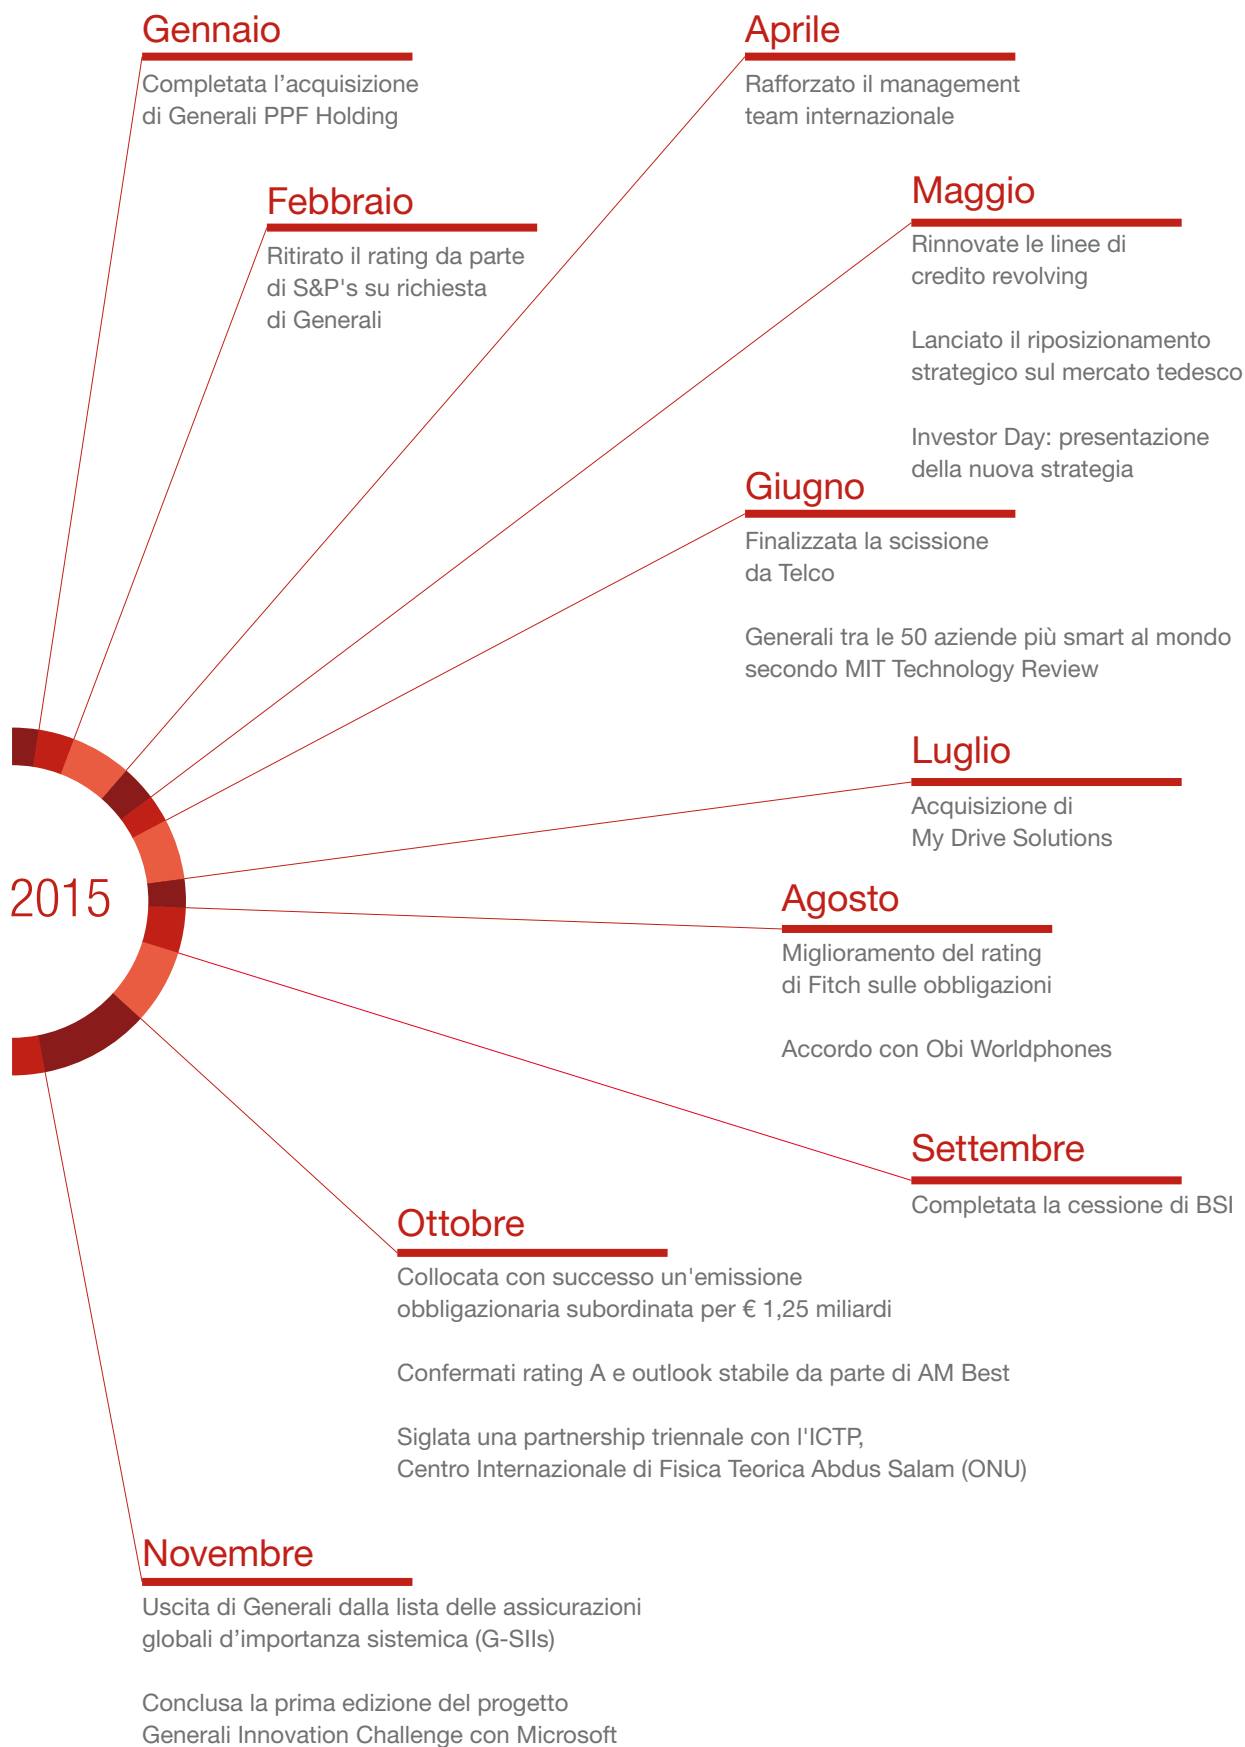 Gennaio
Completata l’acquisizione
di Generali PPF Holding
Febbraio
Ritirato il rating da parte
di S&P's su richiesta
di Generali
Aprile
Rafforzato il management
team internazionale
Maggio
Rinnovate le linee di
credito revolving
Lanciato il riposizionamento
strategico sul mercato tedesco
Investor Day: presentazione
della nuova strategia
Giugno
Finalizzata la scissione
da Telco
Generali tra le 50 aziende più smart al mondo
secondo MIT Technology Review
Luglio
Acquisizione di
My Drive Solutions
2015
Agosto
Miglioramento del rating
di Fitch sulle obbligazioni
Accordo con Obi Worldphones
Settembre
Completata la cessione di BSI
Ottobre
Collocata con successo un'emissione
obbligazionaria subordinata per € 1,25 miliardi
Confermati rating A e outlook stabile da parte di AM Best
Siglata una partnership triennale con l'ICTP,
Centro Internazionale di Fisica Teorica Abdus Salam (ONU)
Novembre
Uscita di Generali dalla lista delle assicurazioni
globali d’importanza sistemica (G-SIIs)
Conclusa la prima edizione del progetto
Generali Innovation Challenge con Microsoft